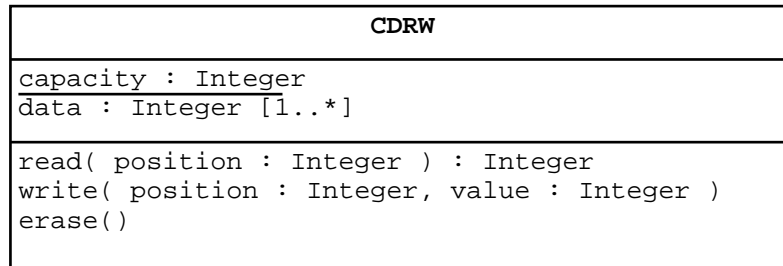 CDRW
capacity : Integer
data : Integer [1..*]
read( position : Integer ) : Integer
write( position : Integer, value : Integer )
erase()